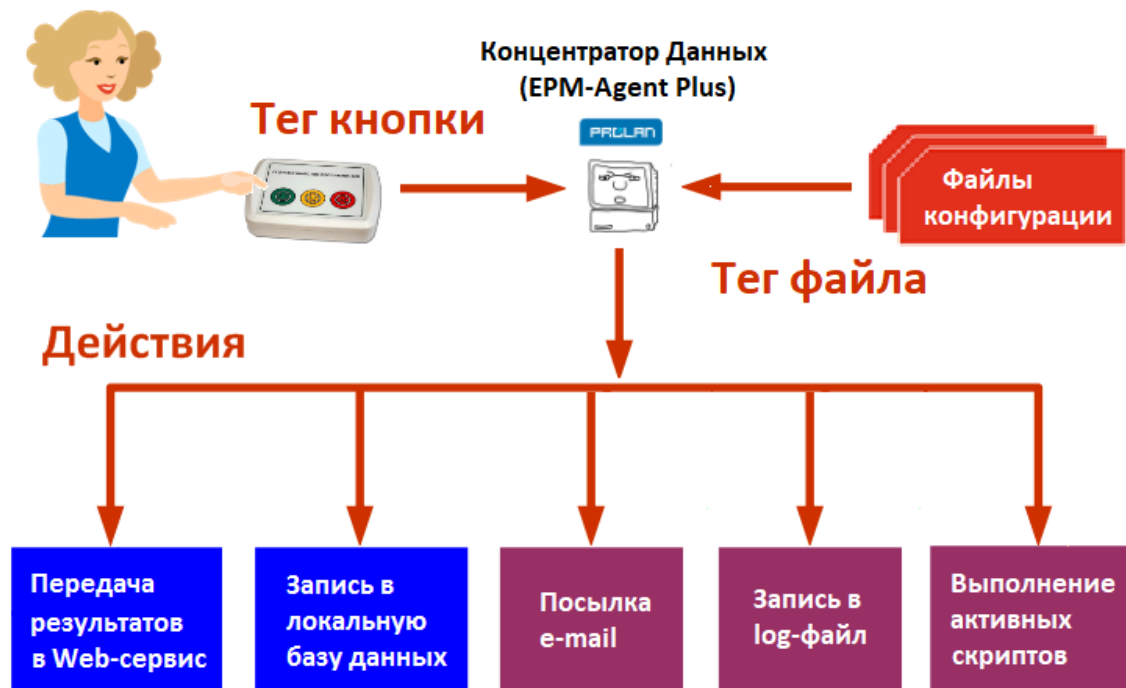 Концентратор Данных
(EPM-Agent Plus)
Тег кнопки
PROLAN
Файлы
конфигурации
Тег файла
Действия
Передача
результатов
в Web-сервис
Запись в
локальную
базу данных
Посылка
e-mail
Запись в
log-файл
Выполнение
активных
скриптов